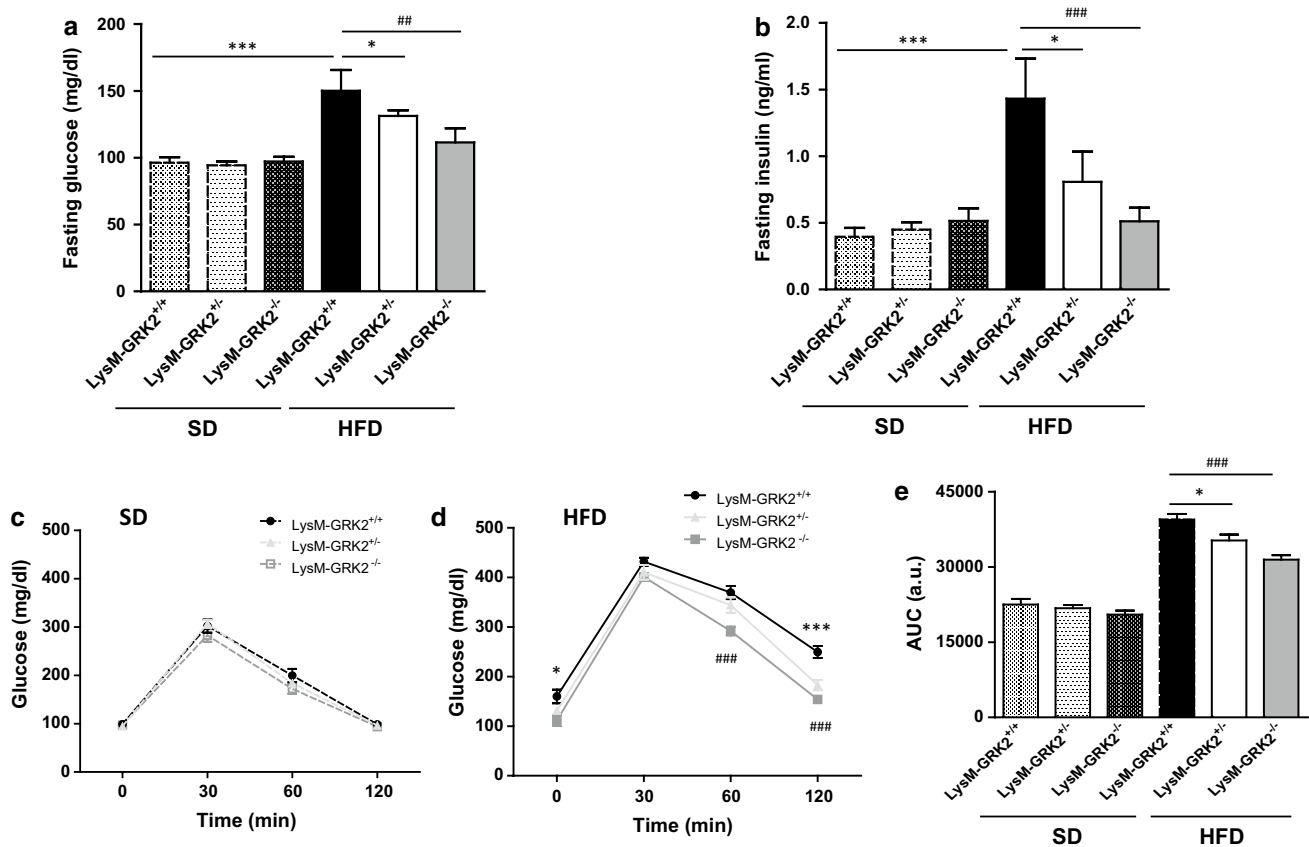 a
Fasting glucose (mg/dl)
200
150
100
50
0
***
*
##
LysM-GRK2+/+
LysM-GRK2+/-
LysM-GRK2-/-
LysM-GRK2+/+
LysM-GRK2+/-
LysM-GRK2-/-
SD
HFD
b
Fasting insulin (ng/ml)
2.0
1.5
1.0
0.5
0.0
***
*
###
LysM-GRK2+/+
LysM-GRK2+/-
LysM-GRK2-/-
LysM-GRK2+/+
LysM-GRK2+/-
LysM-GRK2-/-
SD
HFD
c
SD
LysM-GRK2+/+
LysM-GRK2+/-
LysM-GRK2-/-
Glucose (mg/dl)
500
400
300
200
100
0
0 30 60 120
Time (min)
d
HFD
LysM-GRK2+/+
LysM-GRK2+/-
LysM-GRK2 -/-
Glucose (mg/dl)
500
400
300
200
100
0
*
###
***
###
0 30 60 120
Time (min)
e
AUC (a.u.)
45000
30000
15000
0
###
*
LysM-GRK2+/+
LysM-GRK2+/-
LysM-GRK2-/-
LysM-GRK2+/+
LysM-GRK2+/-
LysM-GRK2-/-
SD
HFD